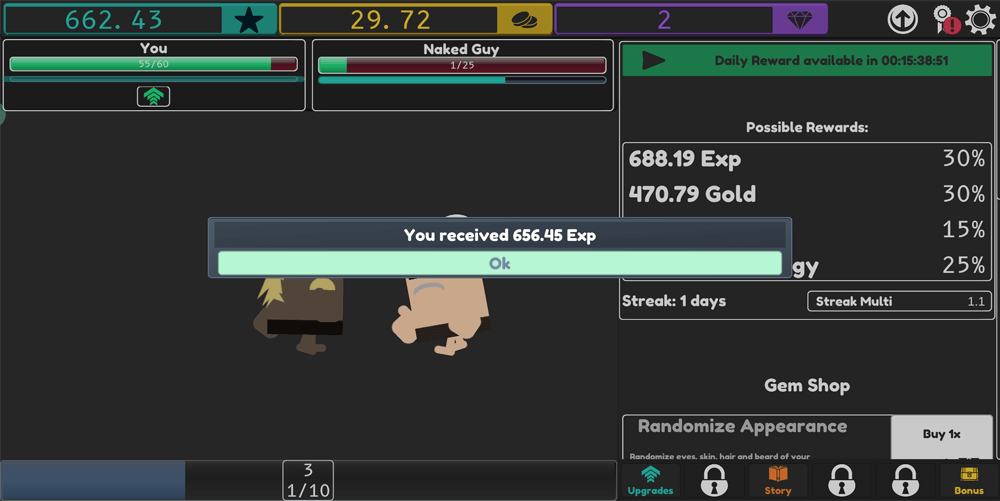 662.43
29.72
2
You
55/60
Naked Guy
1/25
Daily Reward available in 00:15:38:51
Possible Rewards:
688.19 Exp 30%
470.79 Gold 30%
15%
gy 25%
You received 656.45 Exp
Ok
Streak: 1 days
Streak Multi 1.1
Gem Shop
Randomize Appearance
Buy 1x
Randomize eyes, skin, hair and beard of your
3
1/10
Upgrades
Story
Bonus